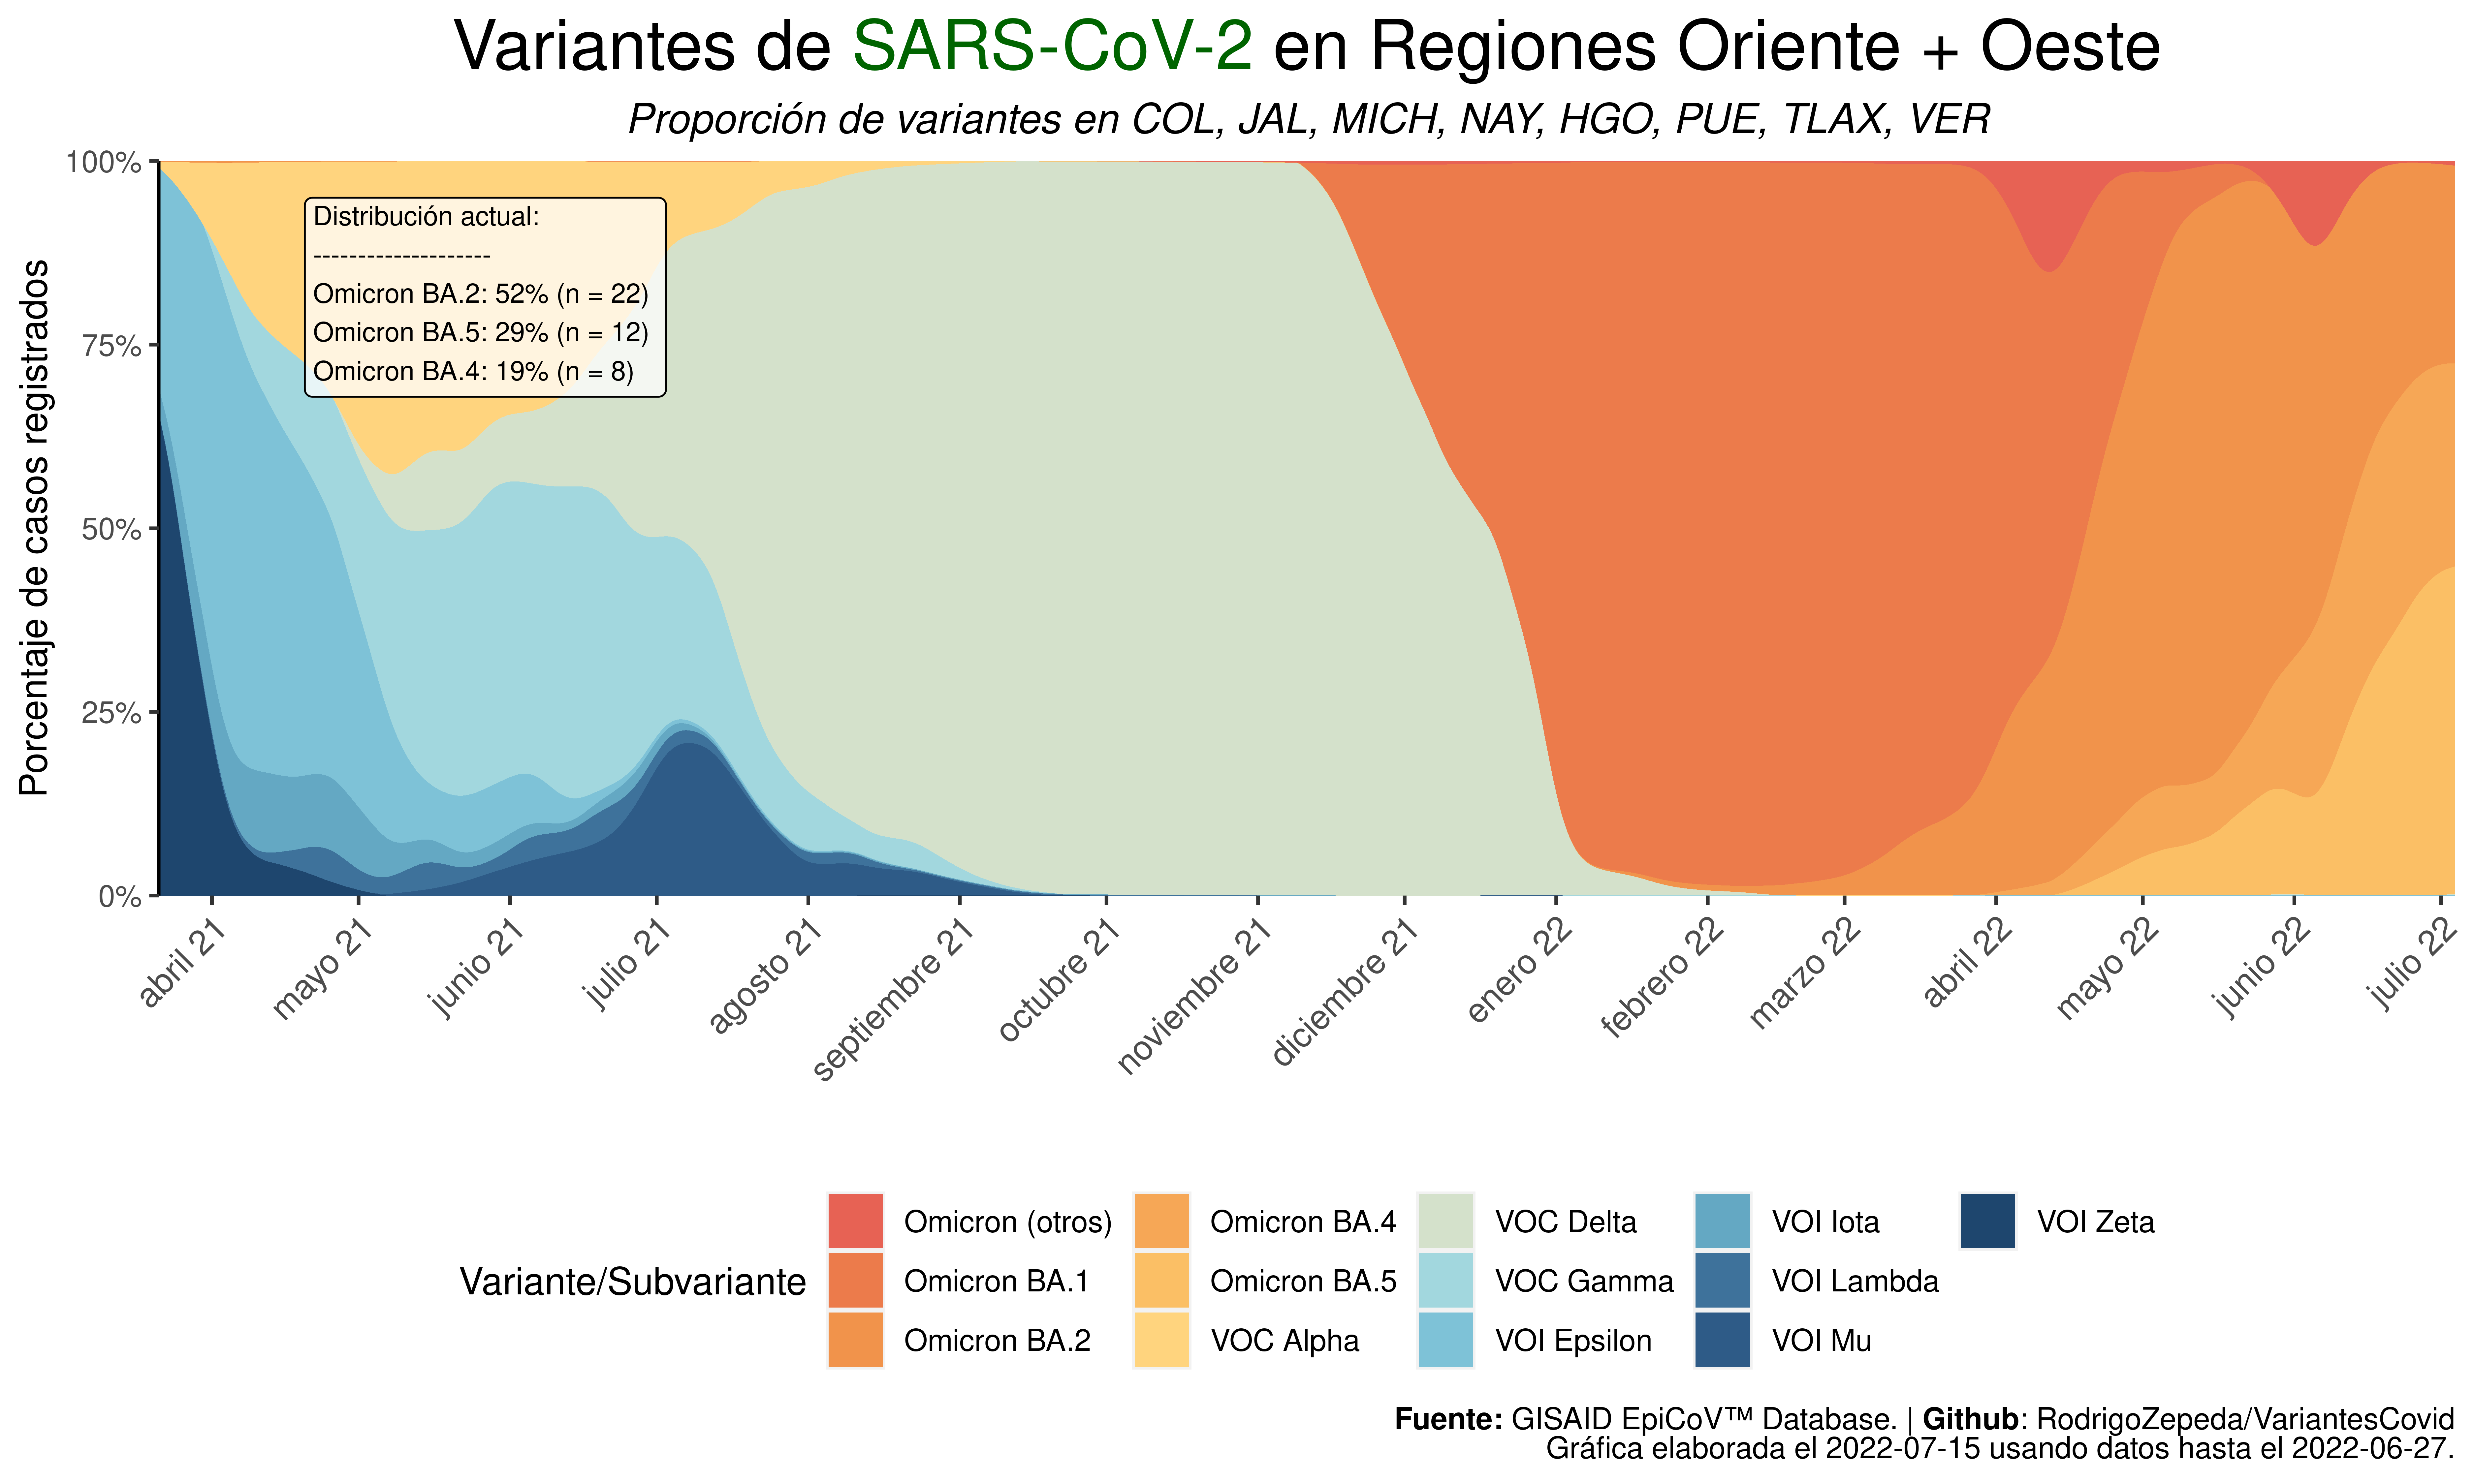 Variantes de SARS-CoV-2 en Regiones Oriente + Oeste
Proporción de variantes en COL, JAL, MICH, NAY, HGO, PUE, TLAX, VER
Porcentaje de casos registrados
100%
75%
50%
25%
0%
Distribución actual:
--------------------
Omicron BA.2: 52% (n = 22)
Omicron BA.5: 29% (n = 12)
Omicron BA.4: 19% (n = 8)
abril 21
mayo 21
junio 21
julio 21
agosto 21
septiembre 21
octubre 21
noviembre 21
diciembre 21
enero 22
febrero 22
marzo 22
abril 22
mayo 22
junio 22
julio 22
Variante/Subvariante
Omicron (otros)
Omicron BA.1
Omicron BA.2
Omicron BA.4
Omicron BA.5
VOC Alpha
VOC Delta
VOC Gamma
VOI Epsilon
VOI Iota
VOI Lambda
VOI Mu
VOI Zeta
Fuente: GISAID EpiCoV™ Database. | Github: RodrigoZepeda/VariantesCovid
Gráfica elaborada el 2022-07-15 usando datos hasta el 2022-06-27.